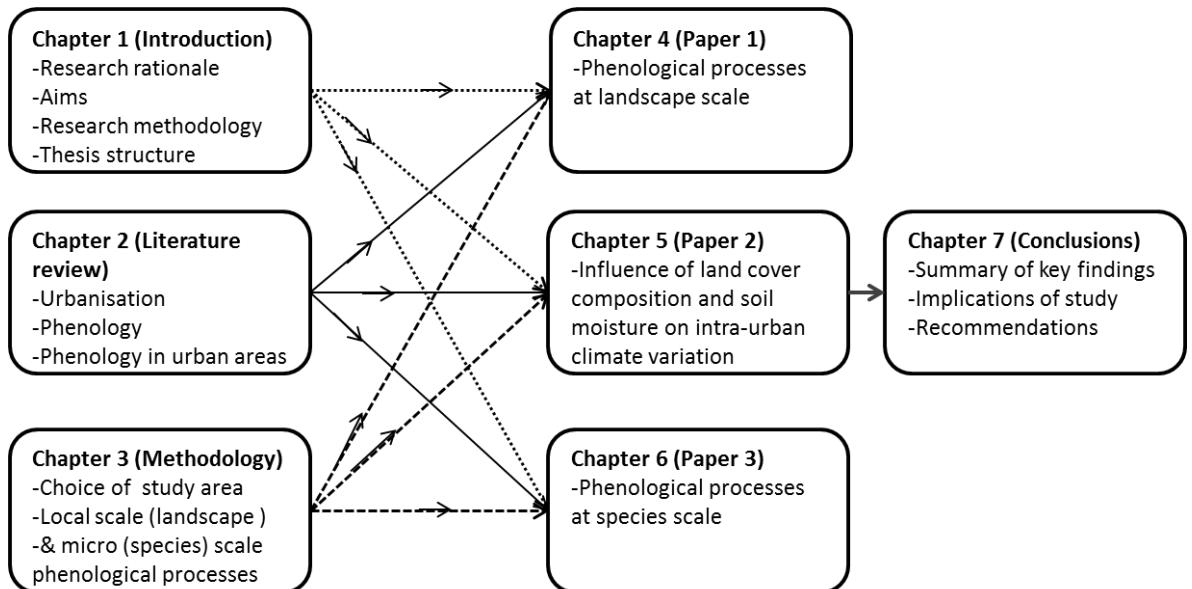 Chapter 1 (Introduction)
-Research rationale
-Aims
-Research methodology
-Thesis structure
Chapter 2 (Literature
review)
-Urbanisation
-Phenology
-Phenology in urban areas
Chapter 3 (Methodology)
-Choice of study area
-Local scale (landscape )
-& micro (species) scale
phenological processes
Chapter 4 (Paper 1)
-Phenological processes
at landscape scale
Chapter 5 (Paper 2)
-Influence of land cover
composition and soil
moisture on intra-urban
climate variation
Chapter 6 (Paper 3)
-Phenological processes
at species scale
Chapter 7 (Conclusions)
-Summary of key findings
-Implications of study
-Recommendations